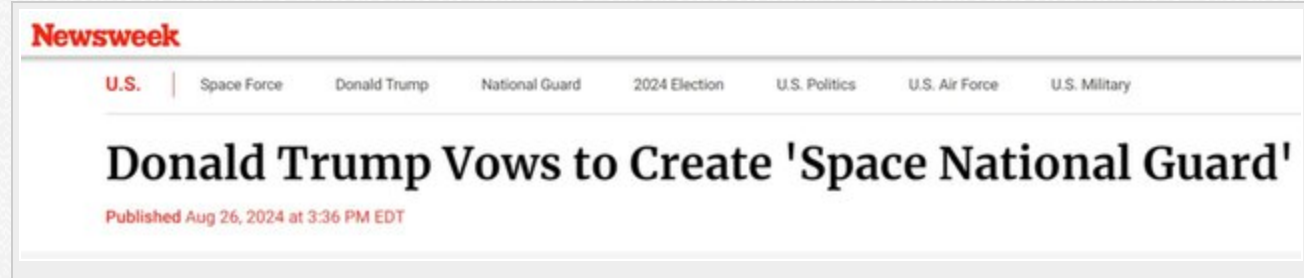 Newsweek
U.S. | Space Force Donald Trump National Guard 2024 Election U.S. Politics U.S. Air Force U.S. Military
Donald Trump Vows to Create 'Space National Guard'
Published Aug 26, 2024 at 3:36 PM EDT